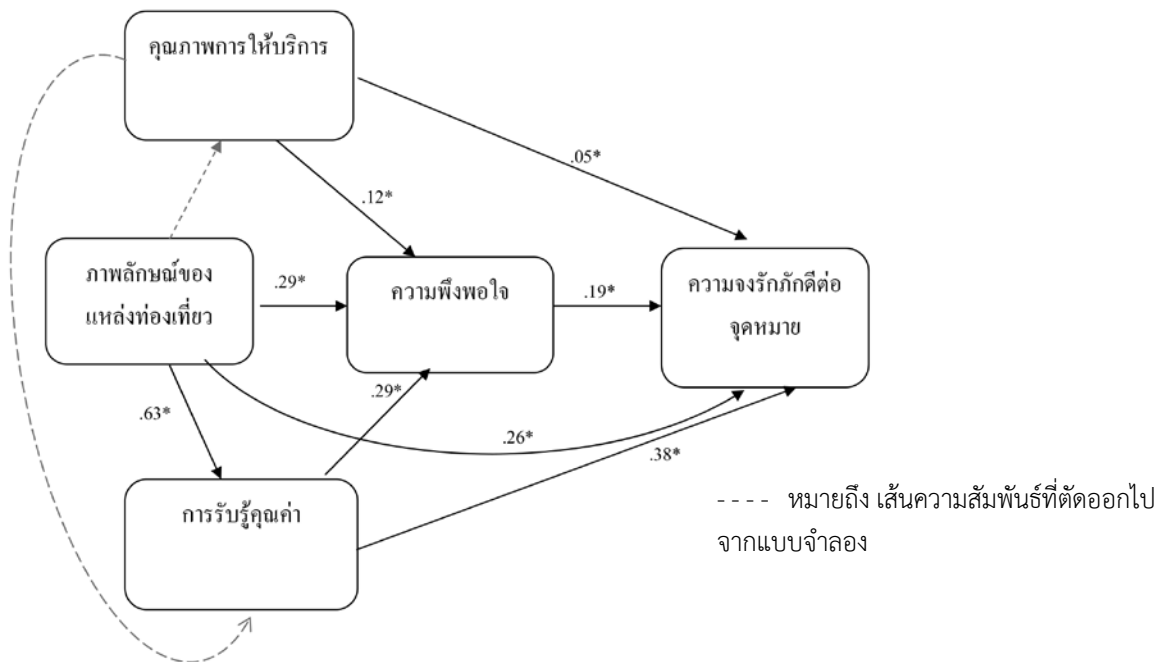 คุณภาพการให้บริการ
.05*
.12*
ภาพลักษณ์ของ
แหล่งท่องเที่ยว
.29*
ความพึงพอใจ
.19*
ความจงรักภักดีต่อ
จุดหมาย
.63*
.29*
.26*
.38*
การรับรู้คุณค่า
- - - - หมายถึง เส้นความสัมพันธ์ที่ตัดออกไป
จากแบบจำลอง